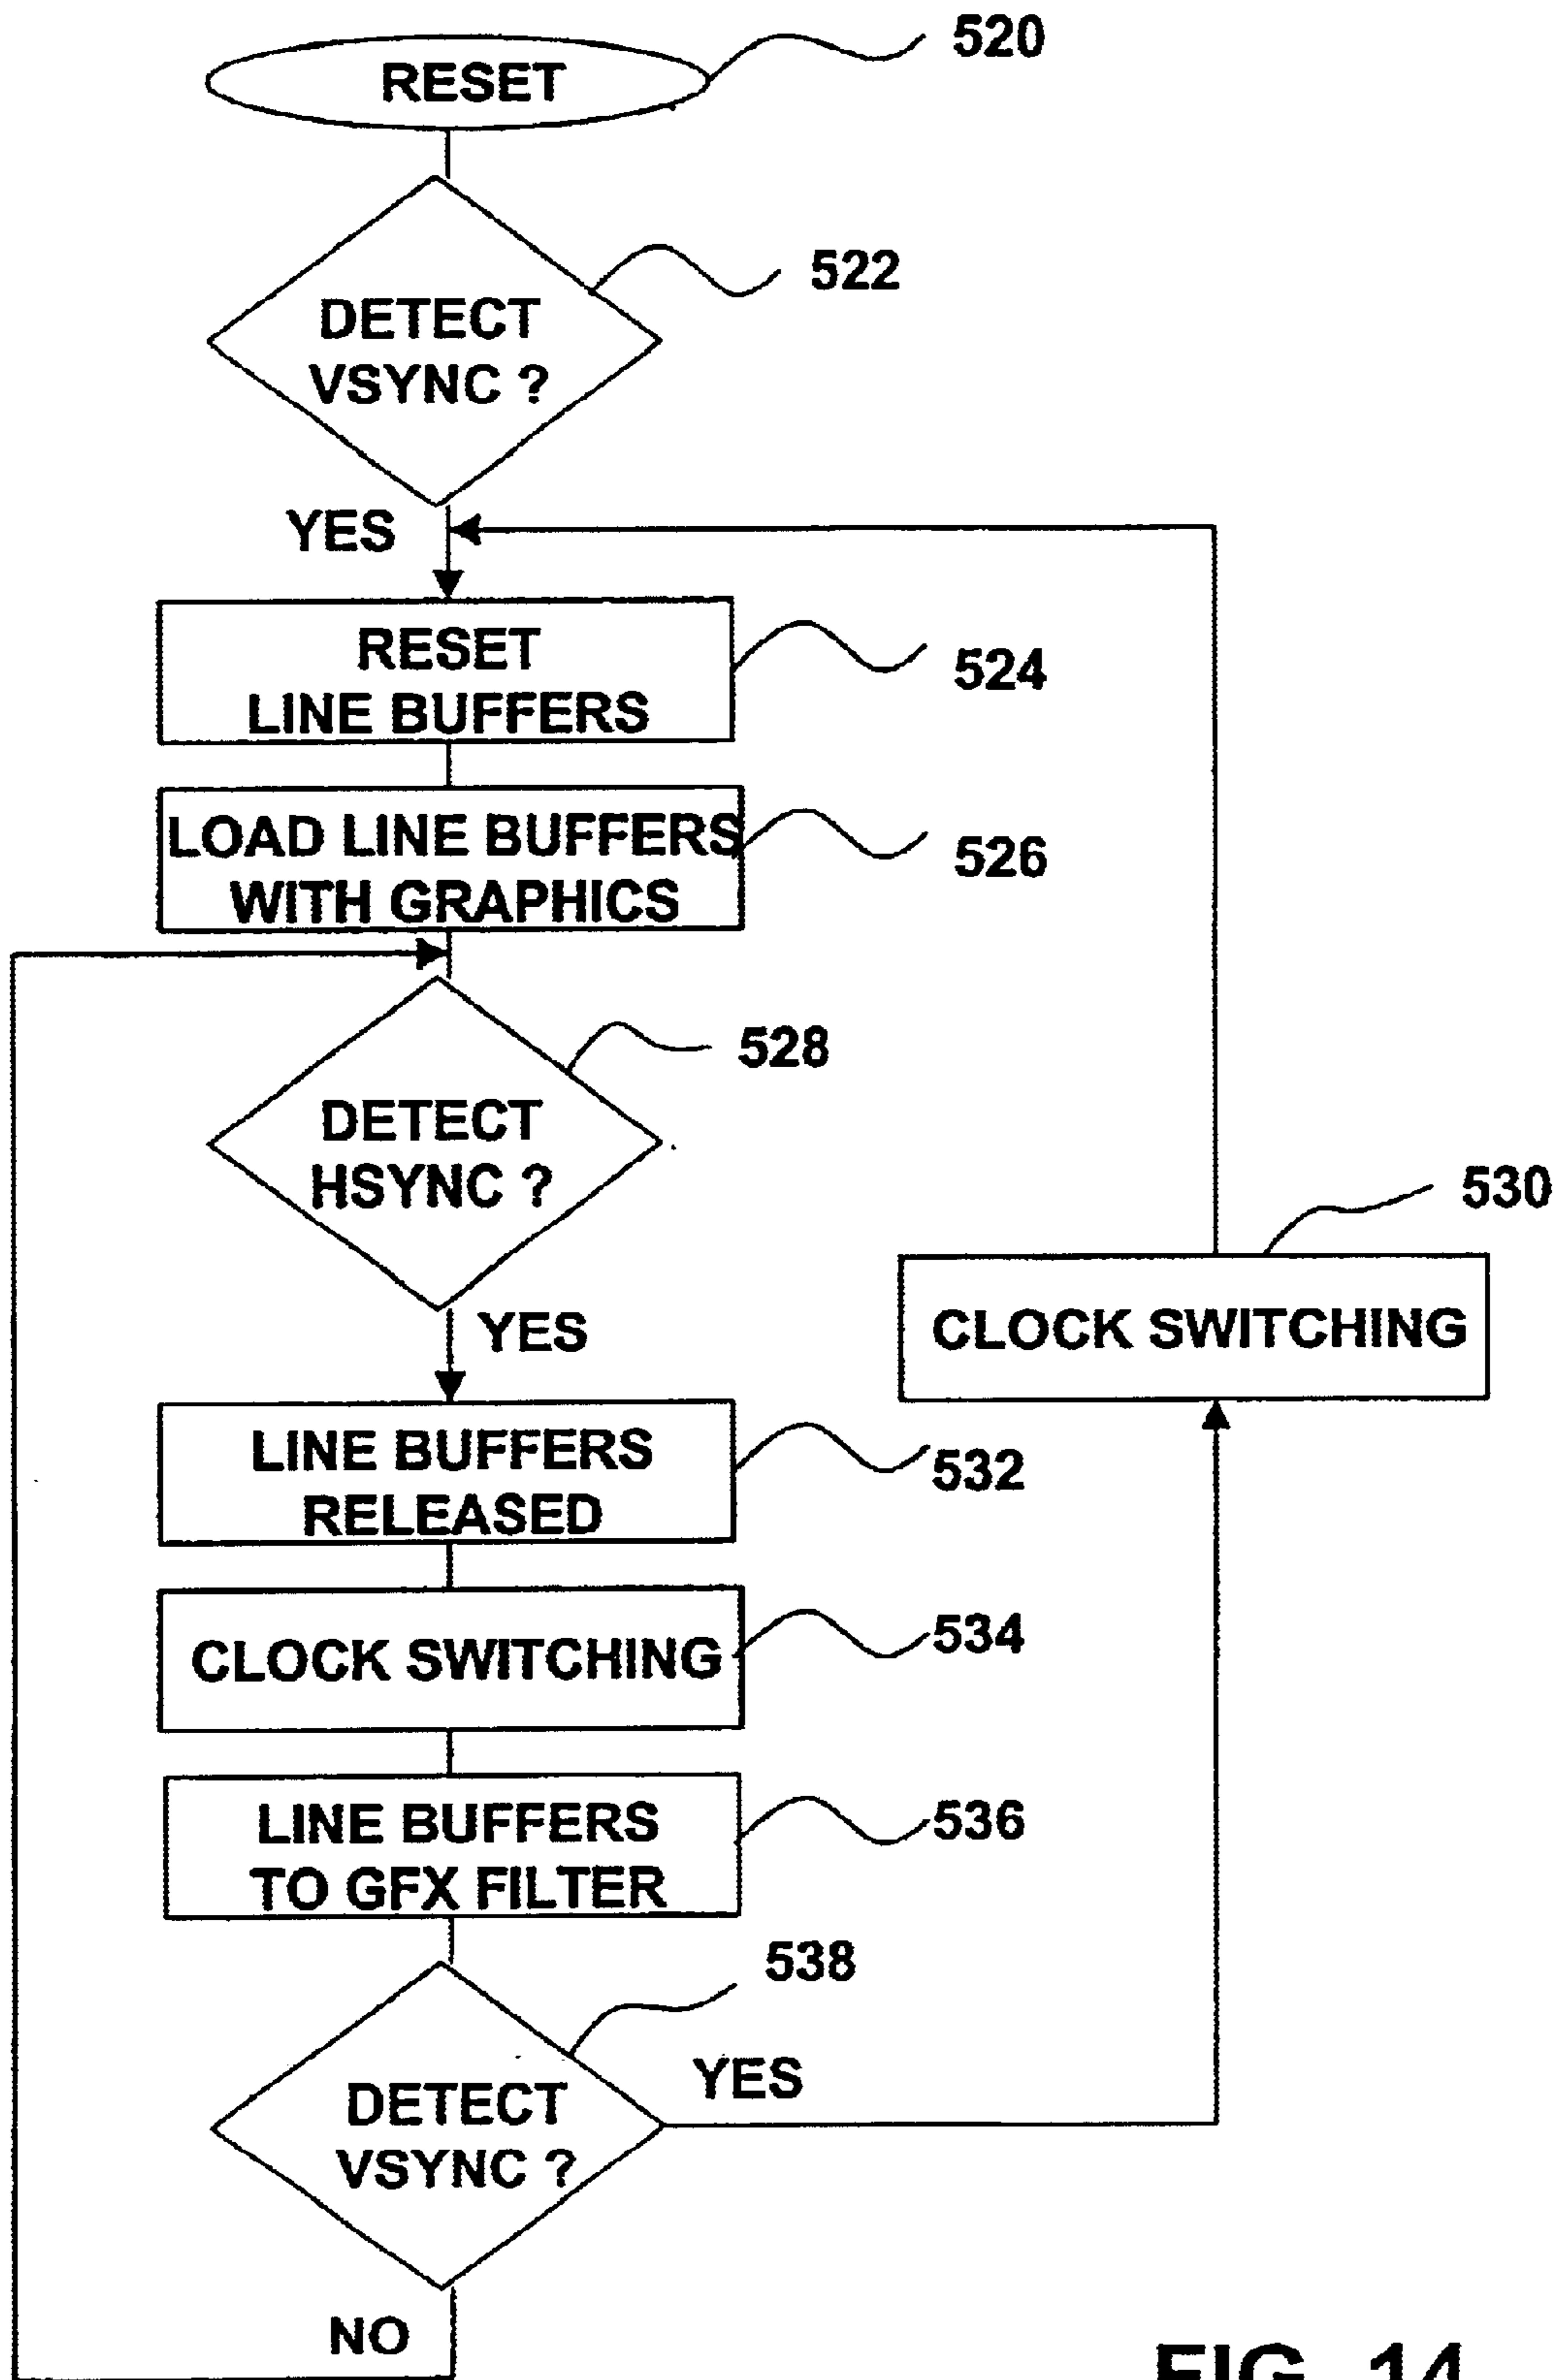 RESET
520
DETECT
VSYNC ?
522
YES
RESET
LINE BUFFERS
524
LOAD LINE BUFFERS
WITH GRAPHICS
526
DETECT
HSYNC ?
528
YES
530
CLOCK SWITCHING
LINE BUFFERS
RELEASED
532
CLOCK SWITCHING
534
LINE BUFFERS
TO GFX FILTER
536
538
DETECT
VSYNC ?
YES
NO
FIG. 14